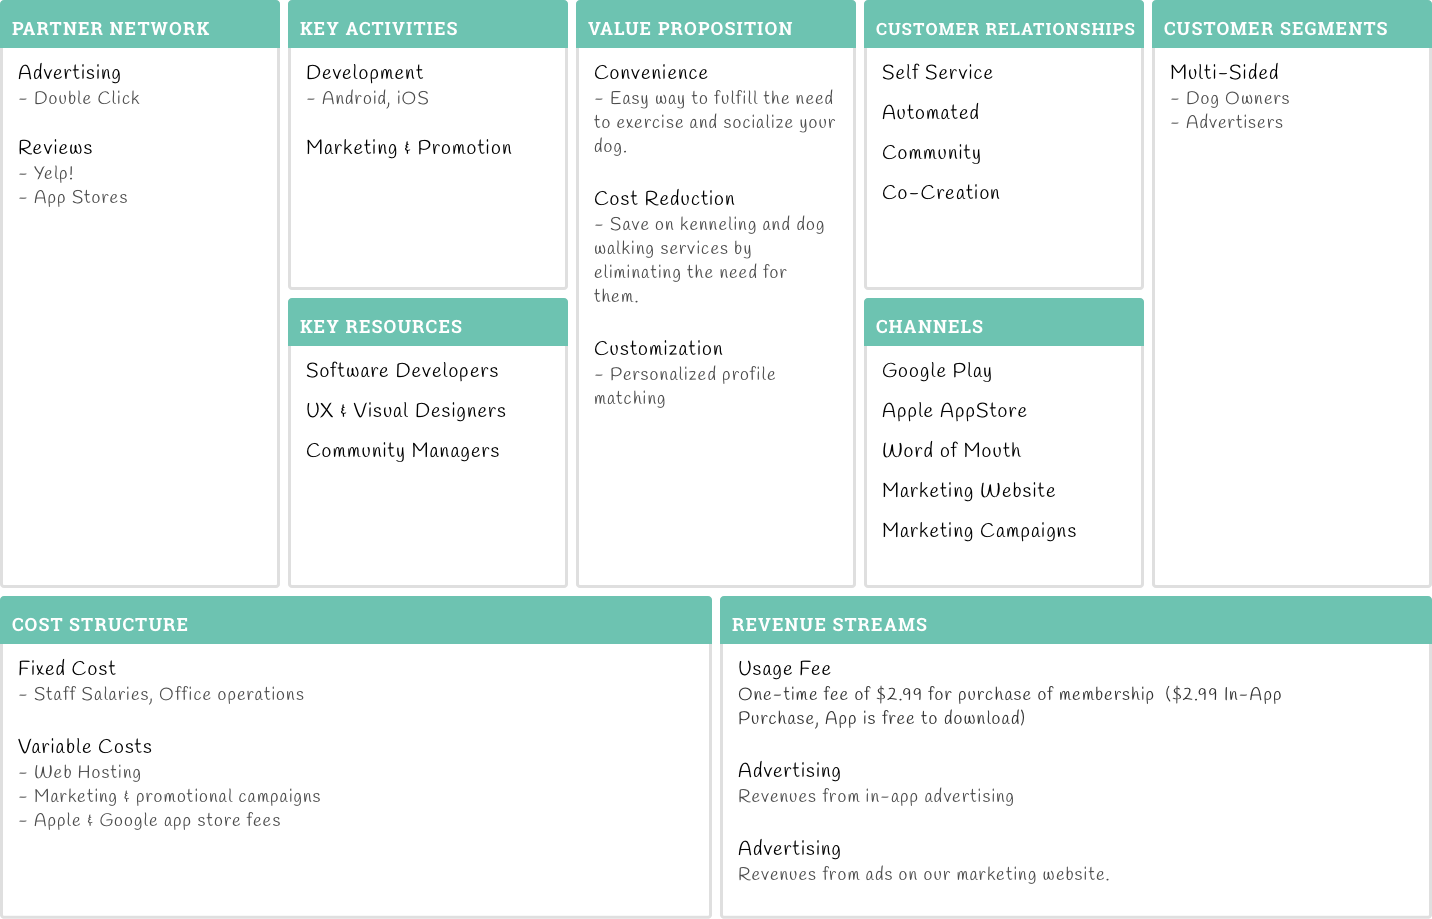 PARTNER NETWORK
Advertising
- Double Click
Reviews
- Yelp!
- App Stores
KEY ACTIVITIES
Development
- Android, iOS
Marketing & Promotion
KEY RESOURCES
Software Developers
UX & Visual Designers
Community Managers
VALUE PROPOSITION
Convenience
- Easy way to fulfill the need
to exercise and socialize your
dog.
Cost Reduction
- Save on kenneling and dog
walking services by
eliminating the need for
them.
Customization
- Personalized profile
matching
CUSTOMER RELATIONSHIPS
Self Service
Automated
Community
Co-Creation
CHANNELS
Google Play
Apple AppStore
Word of Mouth
Marketing Website
Marketing Campaigns
CUSTOMER SEGMENTS
Multi-Sided
- Dog Owners
- Advertisers
COST STRUCTURE
Fixed Cost
- Staff Salaries, Office operations
Variable Costs
- Web Hosting
- Marketing & promotional campaigns
- Apple & Google app store fees
REVENUE STREAMS
Usage Fee
One-time fee of $2.99 for purchase of membership ($2.99 In-App
Purchase, App is free to download)
Advertising
Revenues from in-app advertising
Advertising
Revenues from ads on our marketing website.